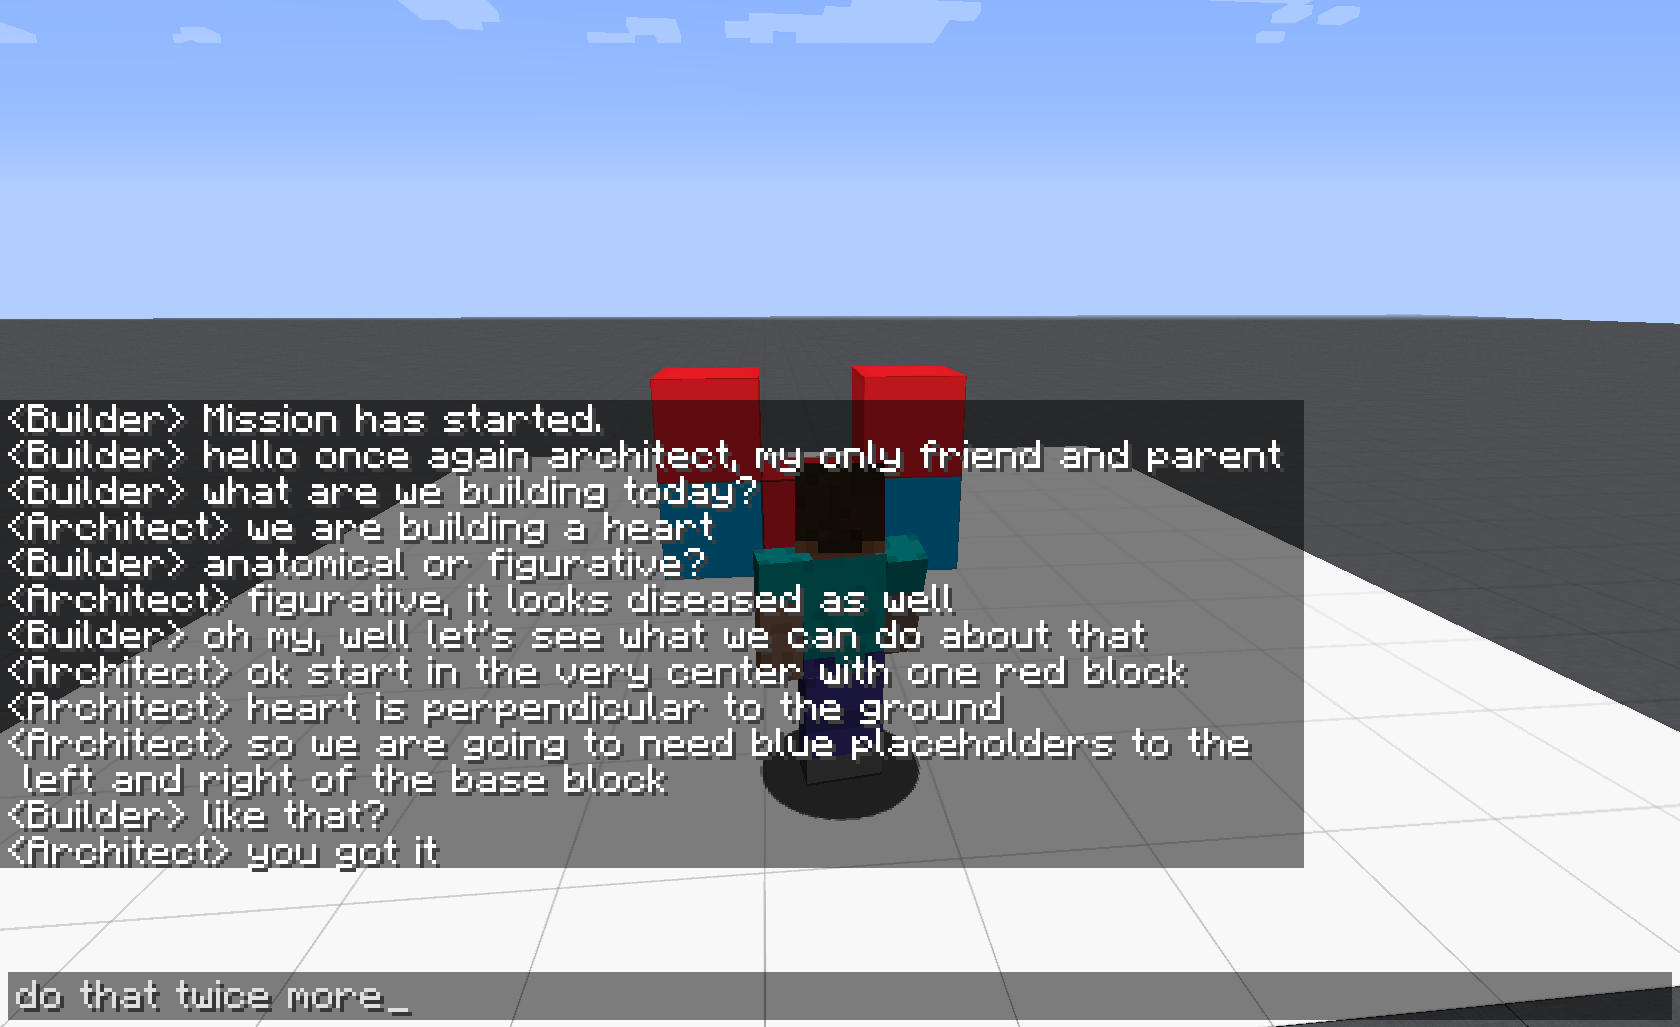 <Builder> Mission has started.
<Builder> hello once again architect, my only friend and parent
<Builder> what are we building today?
<Architect> we are building a heart
<Builder> anatomical or figurative?
<Architect> figurative, it looks diseased as well
<Builder> oh my, well let's see what we can do about that
<Architect> ok start in the very center with one red block
<Architect> heart is perpendicular to the ground
<Architect> so we are going to need blue placeholders to the
left and right of the base block
<Builder> like that?
<Architect> you got it
do that twice more_